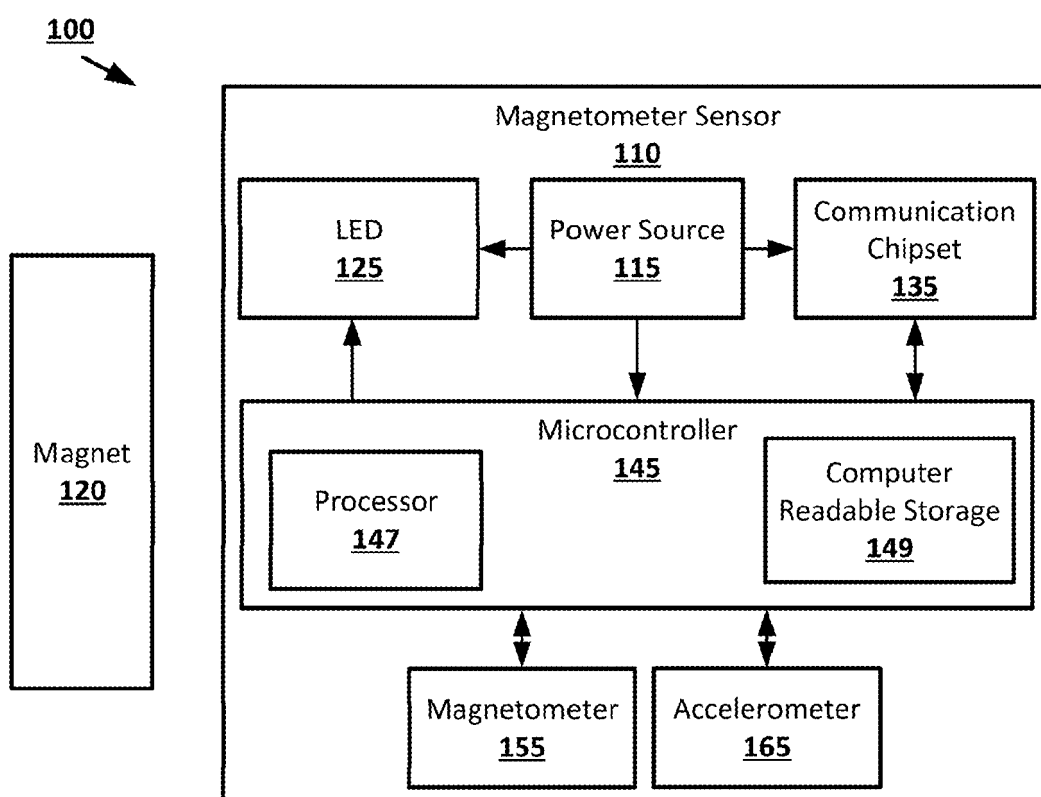 100
Magnetometer Sensor
110
LED
125
Power Source
115
Communication
Chipset
135
Magnet
120
Microcontroller
145
Processor
147
Computer
Readable Storage
149
Magnetometer
155
Accelerometer
165